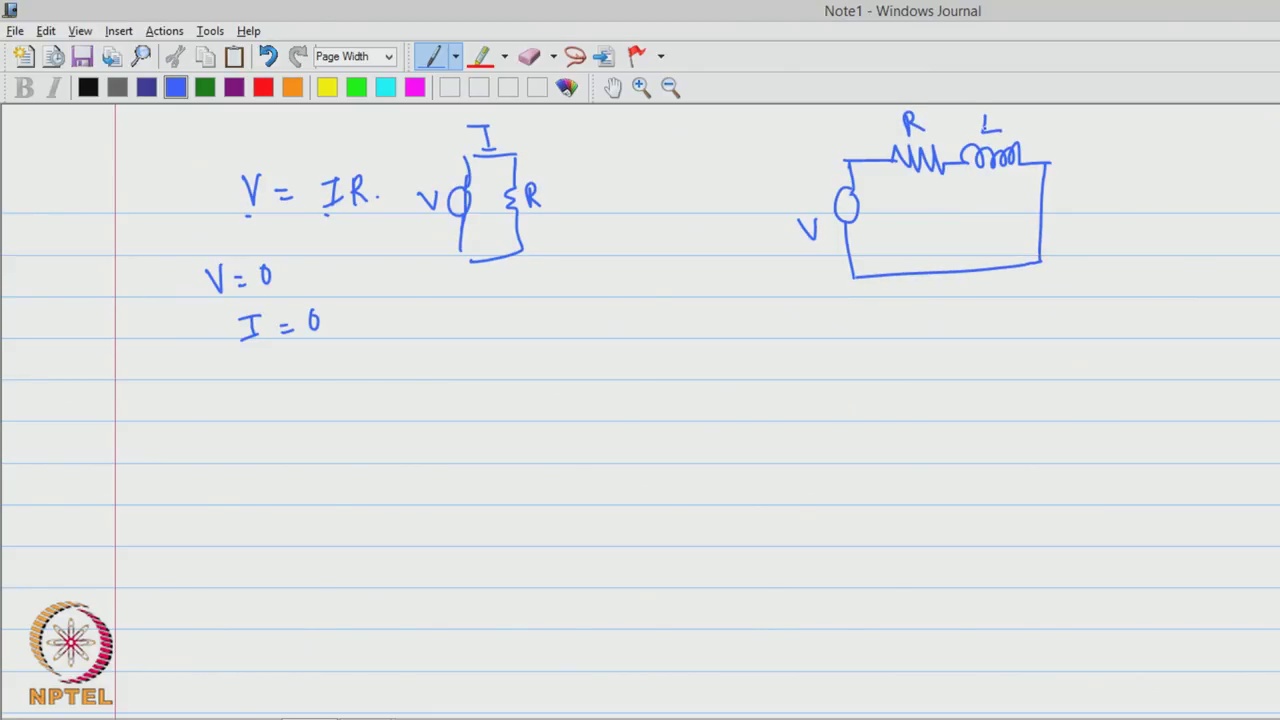 Note1 - Windows Journal
File Edit View Insert Actions Tools Help
Page Width
B I
I
R L
V = IR.
V R
V
V = 0
I = 0
NPTEL